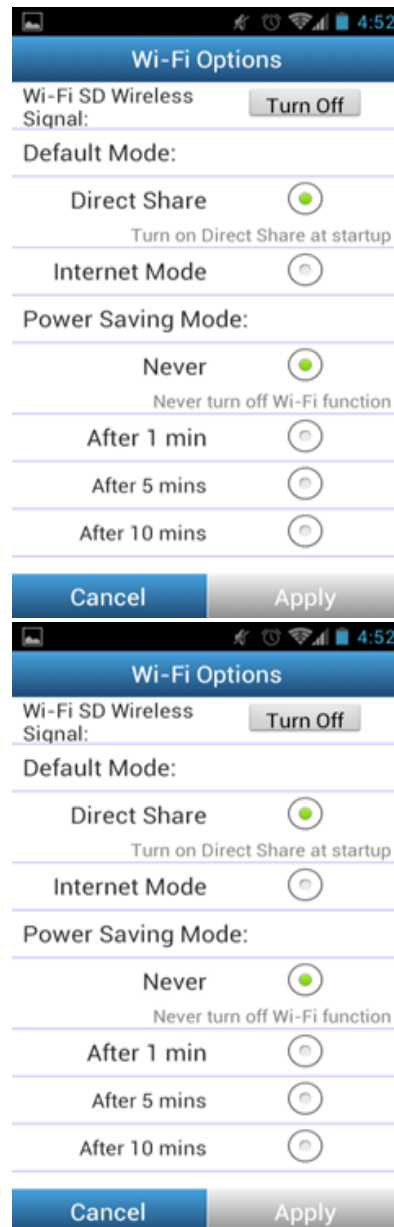 4:52
Wi-Fi Options
Wi-Fi SD Wireless
Signal:
Turn Off
Default Mode:
Direct Share
Turn on Direct Share at startup
Internet Mode
Power Saving Mode:
Never
Never turn off Wi-Fi function
After 1 min
After 5 mins
After 10 mins
Cancel Apply
4:52
Wi-Fi Options
Wi-Fi SD Wireless
Signal:
Turn Off
Default Mode:
Direct Share
Turn on Direct Share at startup
Internet Mode
Power Saving Mode:
Never
Never turn off Wi-Fi function
After 1 min
After 5 mins
After 10 mins
Cancel Apply